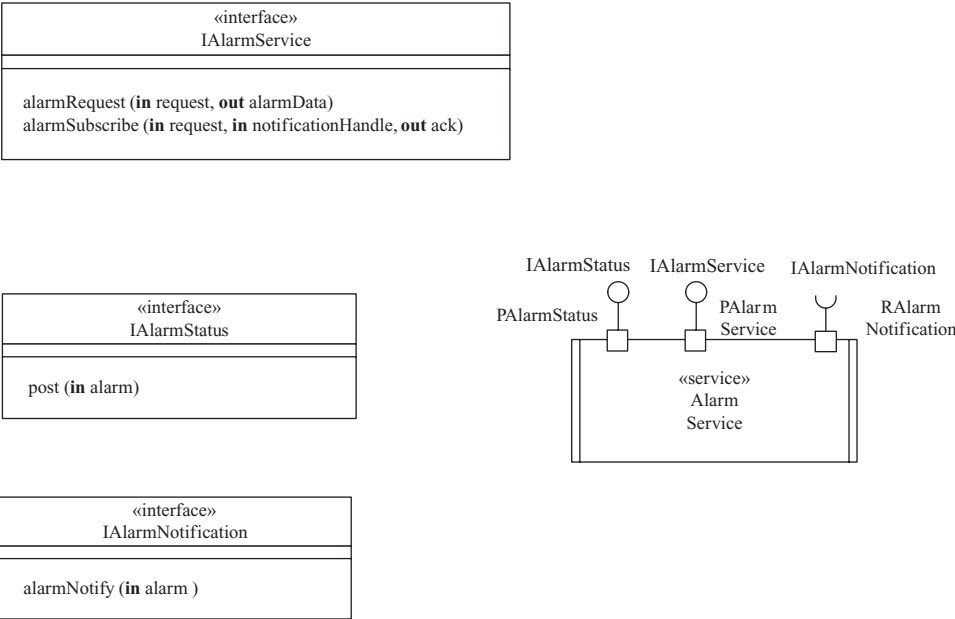 «interface»
IAlarmService
alarmRequest (in request, out alarmData)
alarmSubscribe (in request, in notificationHandle, out ack)
«interface»
IAlarmStatus
post (in alarm)
«interface»
IAlarmNotification
alarmNotify (in alarm )
IAlarmStatus IAlarmService IAlarmNotification
PAlarmStatus
PAlarm
Service
RAlarm
Notification
«service»
Alarm
Service